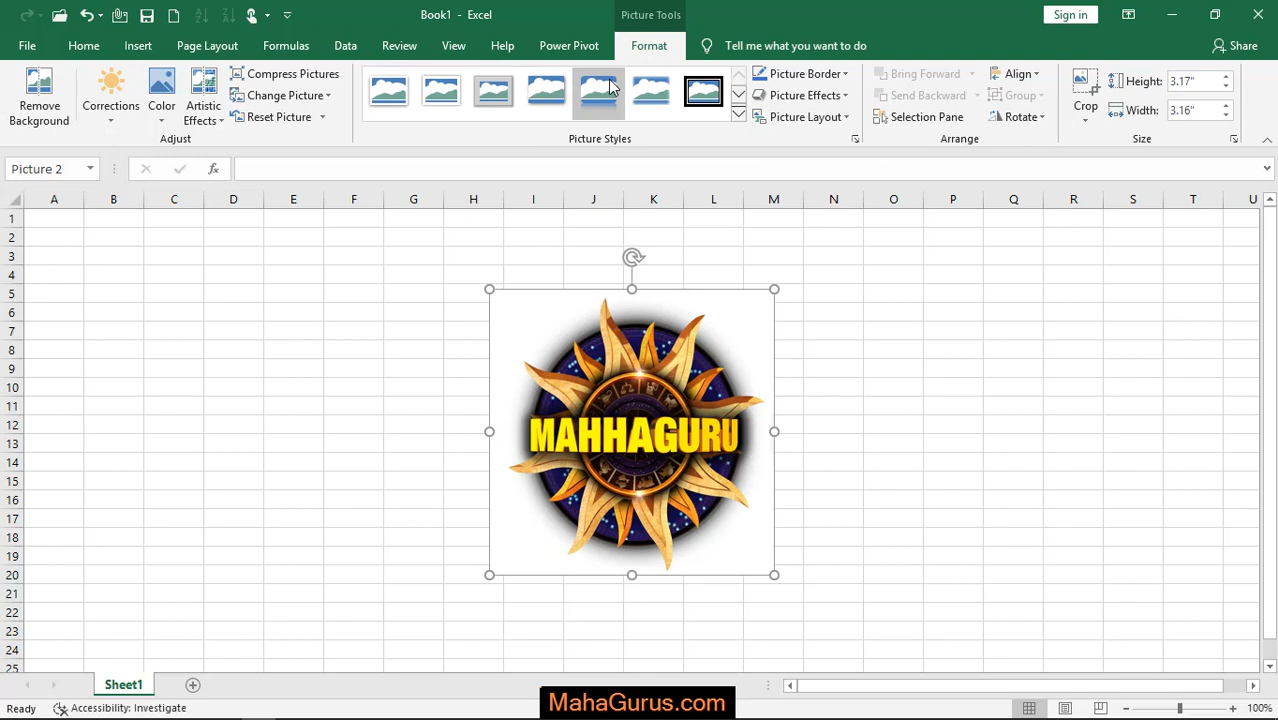 Book1 - Excel
Picture Tools
Sign in
File
Home
Insert
Page Layout
Formulas
Data
Review
View
Help
Power Pivot
Format
Tell me what you want to do
Share
Remove Background
Corrections
Color
Artistic Effects
Compress Pictures
Change Picture
Reset Picture
Adjust
Picture Styles
Picture Border
Picture Effects
Picture Layout
Bring Forward
Send Backward
Selection Pane
Align
Group
Rotate
Arrange
Crop
Height: 3.17"
Width: 3.16"
Size
Picture 2
fx
A B C D E F G H I J K L M N O P Q R S T U
1
2
3
4
5
6
7
8
9
10
11
12
13
14
15
16
17
18
19
20
21
22
23
24
25
MAHHAGURU
Sheet1
Ready
Accessibility: Investigate
MahaGurus.com
100%